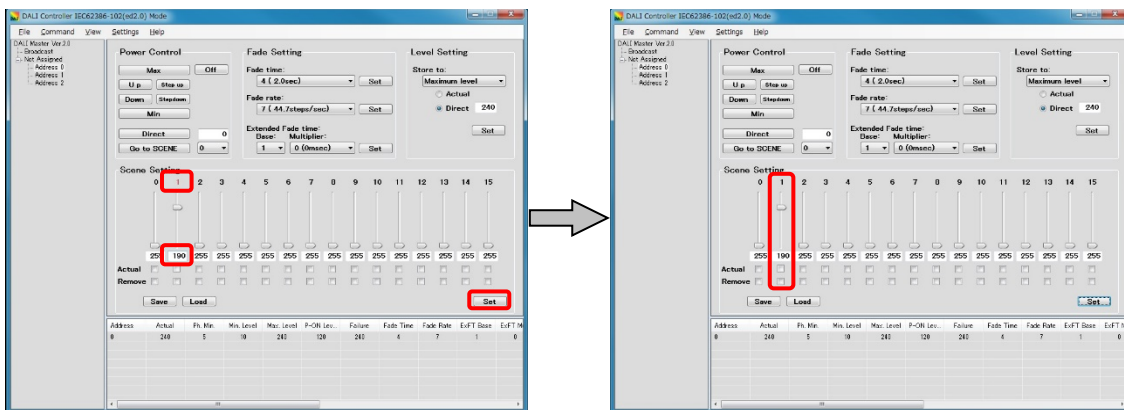 DALI Controller IEC62386-102(ed2.0) Mode
File Command View Settings Help
DALI Master Ver2.0
Broadcast
Not Assigned
Address 0
Address 1
Address 2
Power Control
Max Off
Up Step up
Down Stepdown
Min
Direct 0
Go to SCENE 0
Fade Setting
Fade time:
4 ( 2.0sec) Set
Fade rate:
7 ( 44.7steps/sec) Set
Extended Fade time:
Base: Multiplier:
1 0 (0msec) Set
Level Setting
Store to:
Maximum level
Actual
Direct 240
Set
Scene Setting
0 1 2 3 4 5 6 7 8 9 10 11 12 13 14 15
255 190 255 255 255 255 255 255 255 255 255 255 255 255 255 255
Actual
Remove
Save Load Set
Address Actual Ph. Min Min. Level Max. Level P-ON Lev... Failure Fade Time Fade Rate ExFT Base ExFT M
0 240 5 10 240 120 240 4 7 1 0
DALI Controller IEC62386-102(ed2.0) Mode
File Command View Settings Help
DALI Master Ver2.0
Broadcast
Not Assigned
Address 0
Address 1
Address 2
Power Control
Max Off
Up Step up
Down Stepdown
Min
Direct 0
Go to SCENE 0
Fade Setting
Fade time:
4 ( 2.0sec) Set
Fade rate:
7 ( 44.7steps/sec) Set
Extended Fade time:
Base: Multiplier:
1 0 (0msec) Set
Level Setting
Store to:
Maximum level
Actual
Direct 240
Set
Scene Setting
0 1 2 3 4 5 6 7 8 9 10 11 12 13 14 15
255 190 255 255 255 255 255 255 255 255 255 255 255 255 255 255
Actual
Remove
Save Load Set
Address Actual Ph. Min Min. Level Max. Level P-ON Lev... Failure Fade Time Fade Rate ExFT Base ExFT M
0 240 5 10 240 120 240 4 7 1 0